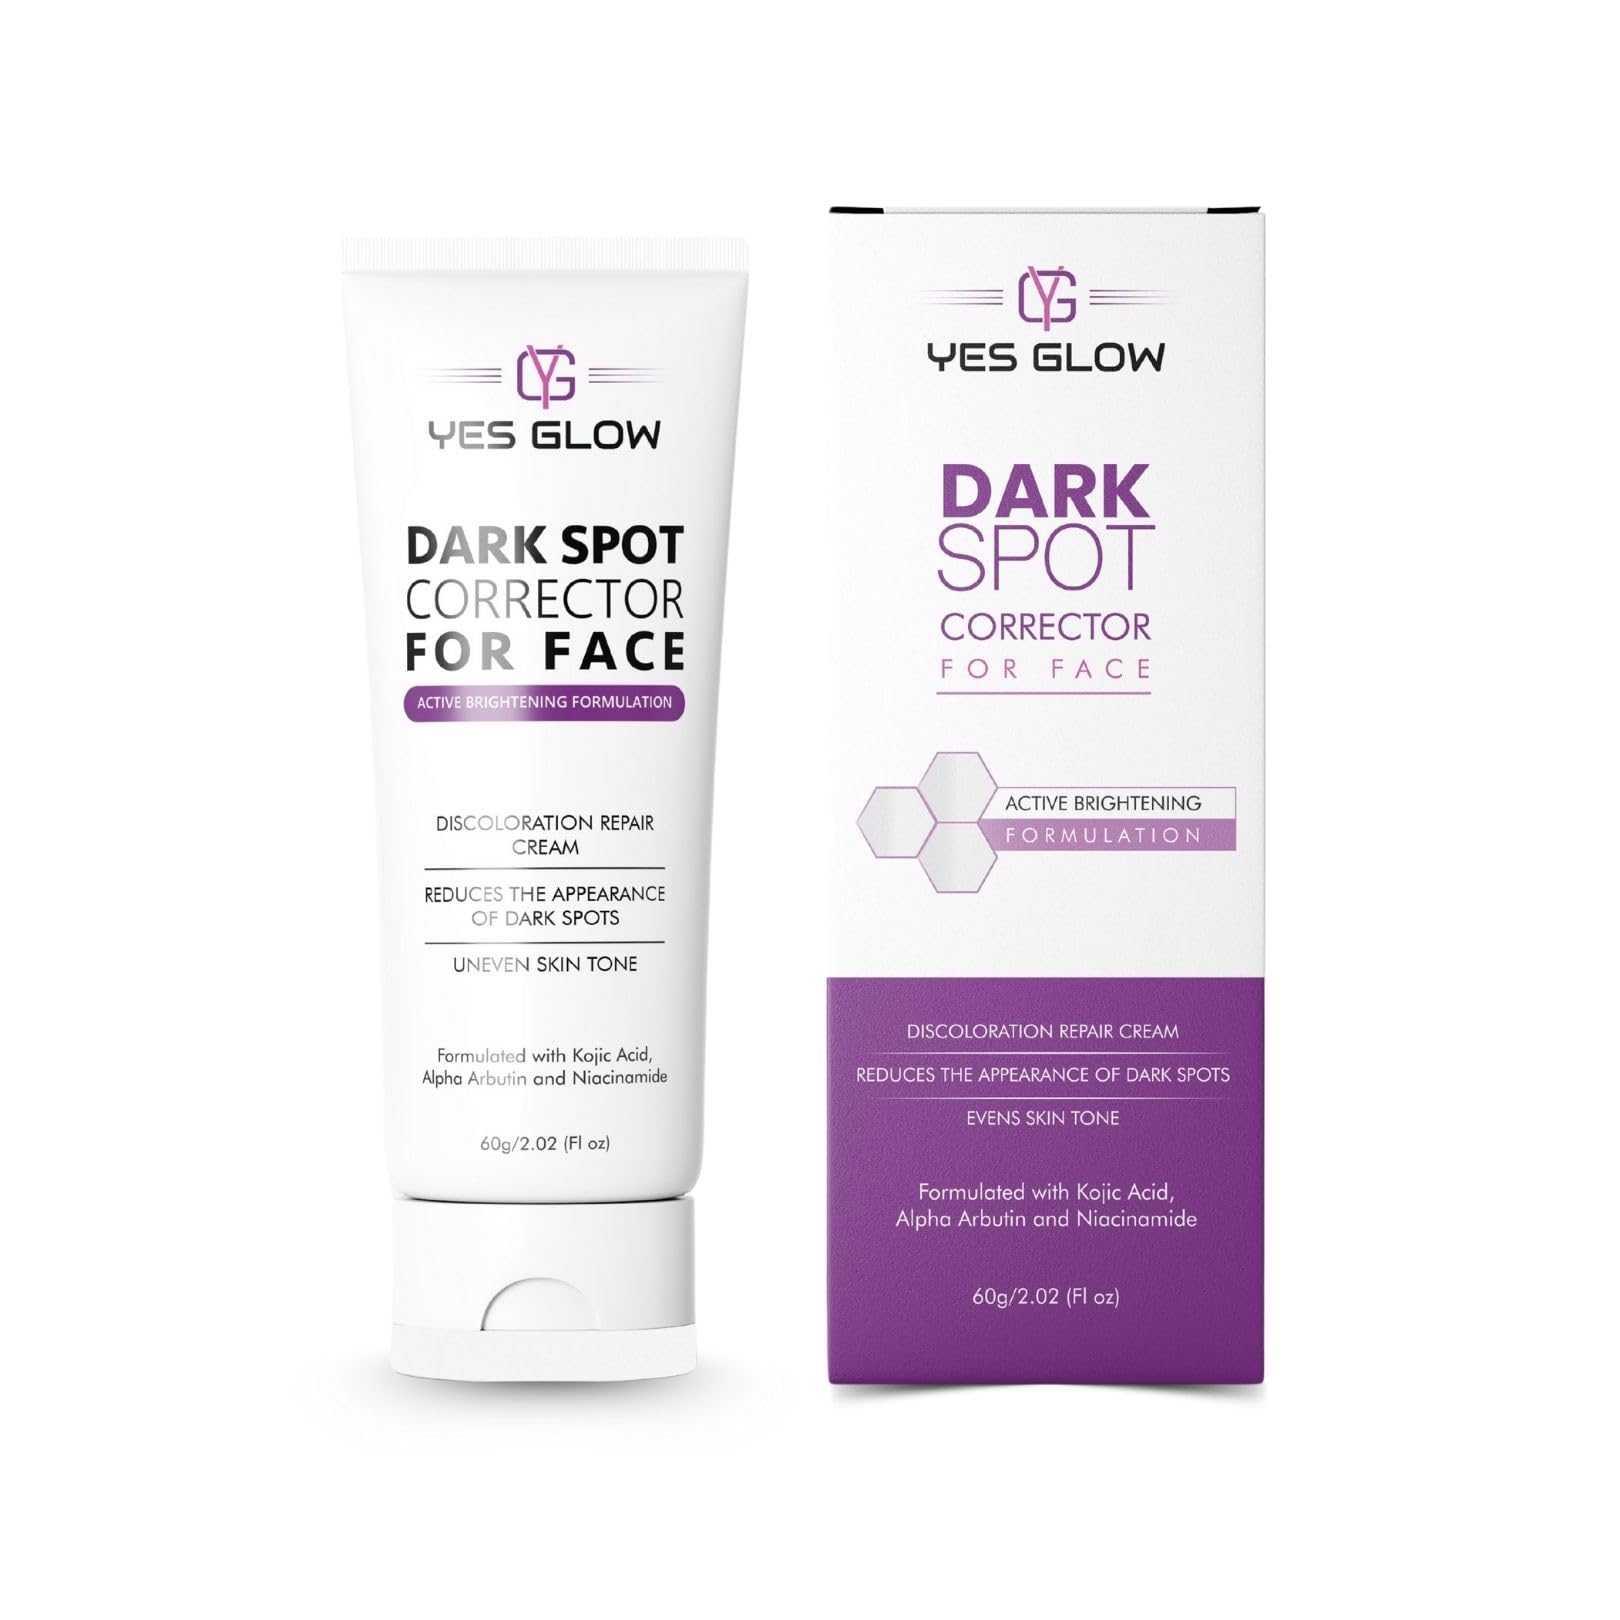 YG
YES GLOW
DARK SPOT
CORRECTOR
FOR FACE
ACTIVE BRIGHTENING FORMULATION
DISCOLORATION REPAIR
CREAM
REDUCES THE APPEARANCE
OF DARK SPOTS
UNEVEN SKIN TONE
Formulated with Kojic Acid,
Alpha Arbutin and Niacinamide
60g/2.02 (Fl oz)
YG
YES GLOW
DARK
SPOT
CORRECTOR
FOR FACE
ACTIVE BRIGHTENING
FORMULATION
DISCOLORATION REPAIR CREAM
REDUCES THE APPEARANCE OF DARK SPOTS
EVENS SKIN TONE
Formulated with Kojic Acid,
Alpha Arbutin and Niacinamide
60g/2.02 (Fl oz)